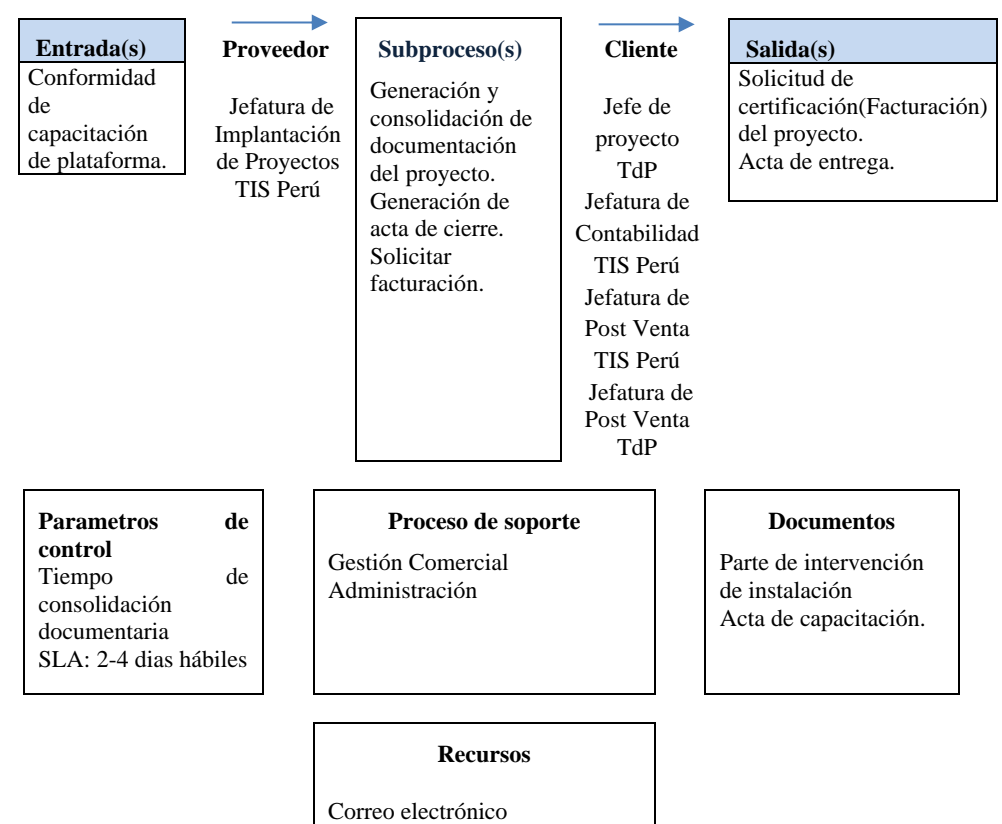 Entrada(s)
Conformidad
de
capacitación
de plataforma.
Proveedor
Jefatura de
Implantación
de Proyectos
TIS Perú
Subproceso(s)
Generación y
consolidación de
documentación
del proyecto.
Generación de
acta de cierre.
Solicitar
facturación.
Cliente
Jefe de
proyecto
TdP
Jefatura de
Contabilidad
TIS Perú
Jefatura de
Post Venta
TIS Perú
Jefatura de
Post Venta
TdP
Salida(s)
Solicitud de
certificación(Facturación)
del proyecto.
Acta de entrega.
Parametros de
control
Tiempo de
consolidación
documentaria
SLA: 2-4 dias hábiles
Proceso de soporte
Gestión Comercial
Administración
Documentos
Parte de intervención
de instalación
Acta de capacitación.
Recursos
Correo electrónico